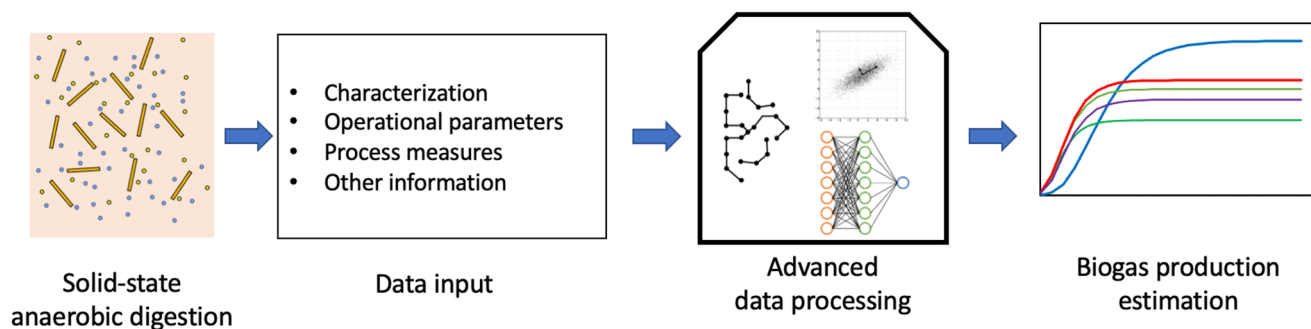 • Characterization
• Operational parameters
• Process measures
• Other information
Solid-state
anaerobic digestion
Data input
Advanced
data processing
Biogas production
estimation